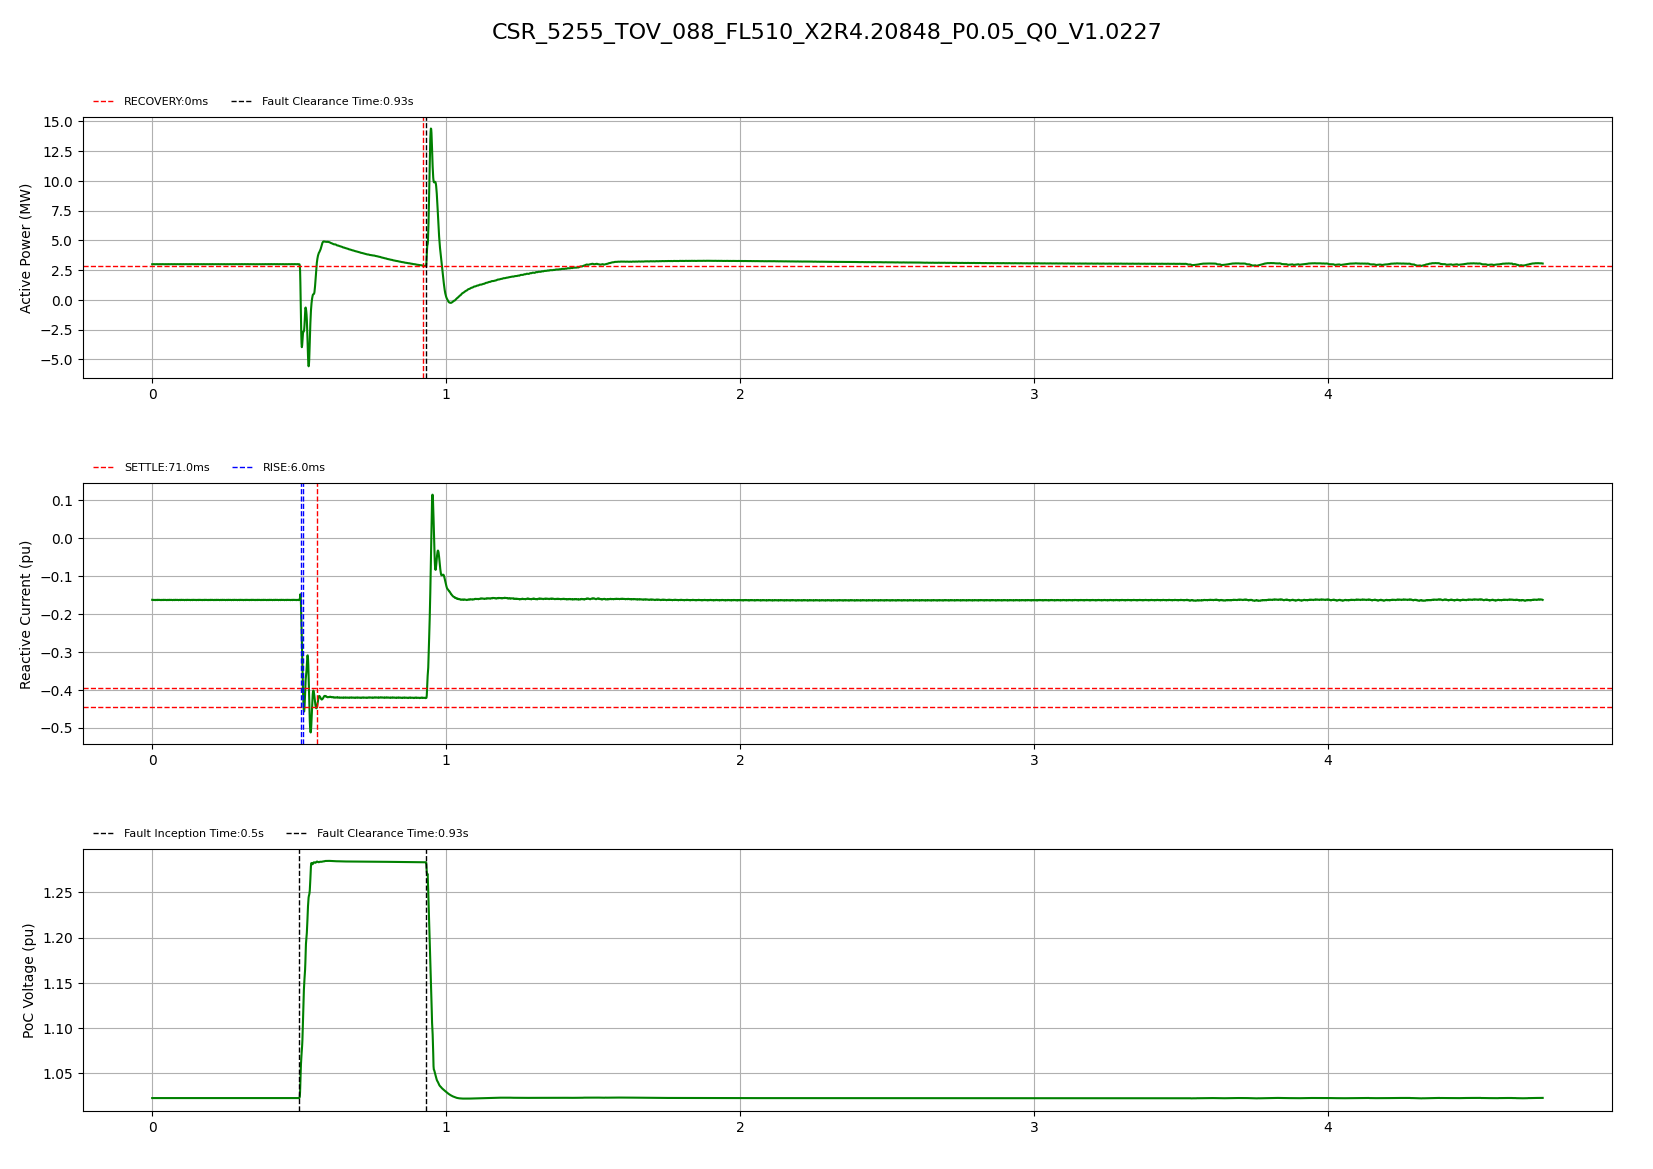 CSR_5255_TOV_088_FL510_X2R4.20848_P0.05_Q0_V1.0227
RECOVERY:0ms Fault Clearance Time:0.93s
Active Power (MW)
15.0
12.5
10.0
7.5
5.0
2.5
0.0
−2.5
−5.0
0 1 2 3 4
SETTLE:71.0ms RISE:6.0ms
Reactive Current (pu)
0.1
0.0
−0.1
−0.2
−0.3
−0.4
−0.5
0 1 2 3 4
Fault Inception Time:0.5s Fault Clearance Time:0.93s
PoC Voltage (pu)
1.25
1.20
1.15
1.10
1.05
0 1 2 3 4